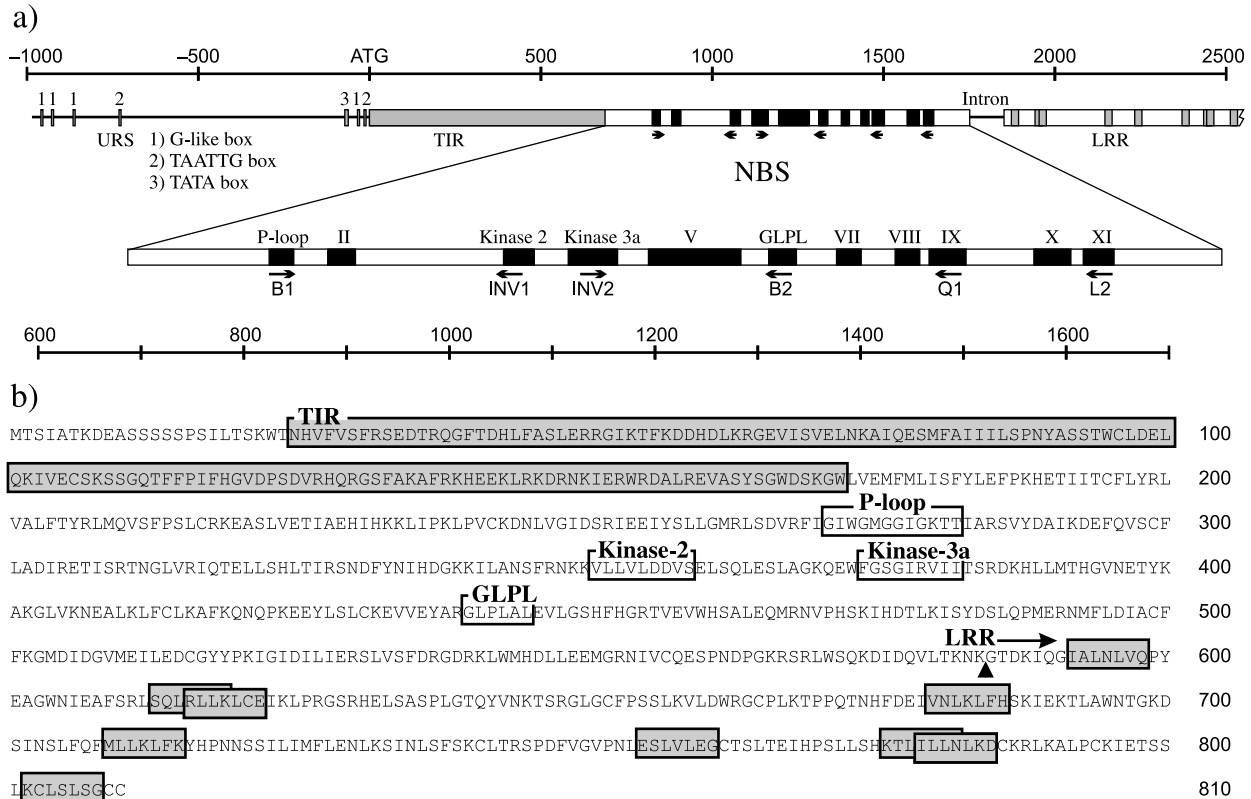 a)
–1000 –500 ATG 500 1000 1500 2000 2500
1 1 1 2 3 1 2 Intron
URS TIR LRR
1) G-like box
2) TAATTG box
3) TATA box
NBS
P-loop II Kinase 2 Kinase 3a V GLPL VII VIII IX X XI
B1 INV1 INV2 B2 Q1 L2
600 800 1000 1200 1400 1600
b)
TIR
MTSIATKDEASSSSSPSILTSKWTNHVFVSFRSEDTRQGFTDHLFASLERRGIKTFKDDHDLKRGEVISVELNKAIQESMFAIIILSPNYASSTWCLDEL 100
QKIVECSKSSGQTFFPIFHGVDPSDVRHQRGSFAKAFRKHEEKLRKDRNKIERWRDALREVASYSGWDSKGWLVEMFMLISFYLEFPKHETIITCFLYRL 200
P-loop
VALFTYRLMQVSFPSLCRKEASLVETIAEHIHKKLIPKLPVCKDNLVGIDSRIEEIYSLLGMRLSDVRFIGIWGMGGIGKTTIARSVYDAIKDEFQVSCF 300
Kinase-2 Kinase-3a
LADIRETISRTNGLVRIQTELLSHLTIRSNDFYNIHDGKKILANSFRNKKVLLVLDDVSELSQLESLAGKQEWFGSGIRVIITSRDKHLLMTHGVNETYK 400
GLPL
AKGLVKNEALKLFCLKAFKQNQPKEEYLSLCKEVVEYARGLPLALEVLGSHFHGRTVEVWHSALEQMRNVPHSKIHDTLKISYDSLQPMERNMFLDIACF 500
LRR
FKGMDIDGVMEILEDCGYYPKIGIDILIERSLVSFDRGDRKLWMHDLLEEMGRNIVCQESPNDPGKRSRLWSQKDIDQVLTKNKGTDKIQGIALNLVQPY 600
EAGWNIEAFSRLSQLRLLKLCEIKLPRGSRHELSASPLGTQYVNKTSRGLGCFPSSLKVLDWRGCPLKTPPQTNHFDEIVNLKLFHSKIEKTLAWNTGKD 700
SINSLFQFMLLKLFKYHPNNSSILIMFLENLKSINLSFSKCLTRSPDFVGVPNLESLVLEGCTSLTEIHPSLLSHKTLILLNLKDCKRLKALPCKIETSS 800
LKCLSLSGCC 810